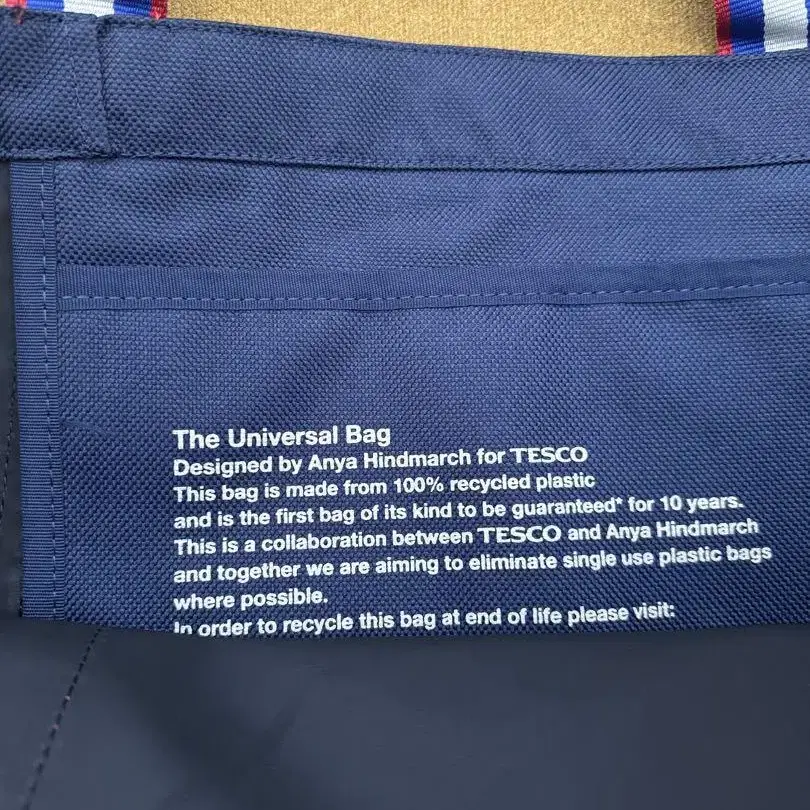 The Universal Bag
Designed by Anya Hindmarch for TESCO
This bag is made from 100% recycled plastic
and is the first bag of its kind to be guaranteed* for 10 years.
This is a collaboration between TESCO and Anya Hindmarch
and together we are aiming to eliminate single use plastic bags
where possible.
In order to recycle this bag at end of life please visit: